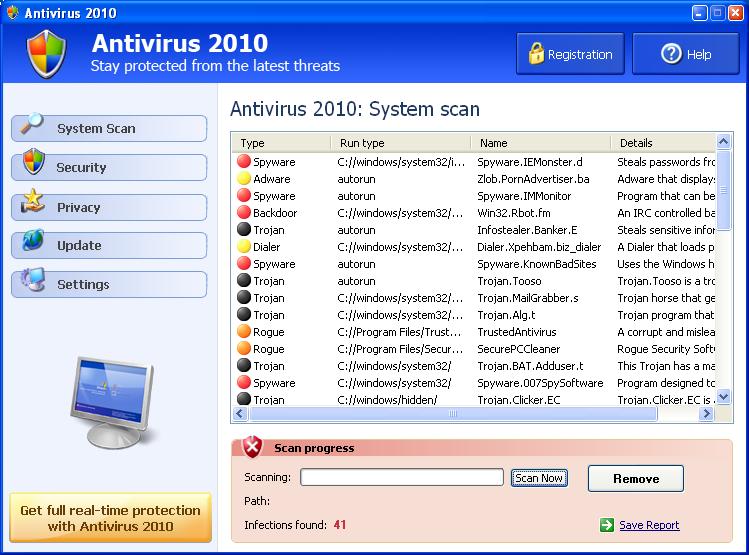 Antivirus 2010
Antivirus 2010
Stay protected from the latest threats
Registration
Help
System Scan
Security
Privacy
Update
Settings
Get full real-time protection
with Antivirus 2010
Antivirus 2010: System scan
Type Run type Name Details
Spyware C://windows/system32/i... Spyware.IEMonster.d Steals passwords fro
Adware autorun Zlob.PornAdvertiser.ba Adware that display
Spyware autorun Spyware.IMMonitor Program that can be
Backdoor C://windows/system32/... Win32.Rbot.fm An IRC controlled ba
Trojan autorun Infostealer.Banker.E Steals sensitive infor
Dialer C://windows/system32/... Dialer.Xpehbam.biz_dialer A Dialer that loads p
Spyware autorun Spyware.KnownBadSites Uses the Windows h
Trojan autorun Trojan.Tooso Trojan.Tooso is a tro
Trojan C://windows/system32/... Trojan.MailGrabber.s Trojan horse that ge
Trojan C://windows/system32/... Trojan.Alg.t Trojan program that
Rogue C://Program Files/Trust... TrustedAntivirus A corrupt and mislea
Rogue C://Program Files/Secur... SecurePCCleaner Rogue Security Soft
Trojan C://windows/system32/ Trojan.BAT.Adduser.t This Trojan has a ma
Spyware C://windows/system32/ Spyware.007SpySoftware Program designed to
Trojan C://windows/hidden/ Trojan.Clicker.EC Trojan.Clicker.EC is
Scan progress
Scanning: Scan Now Remove
Path:
Infections found: 41 Save Report